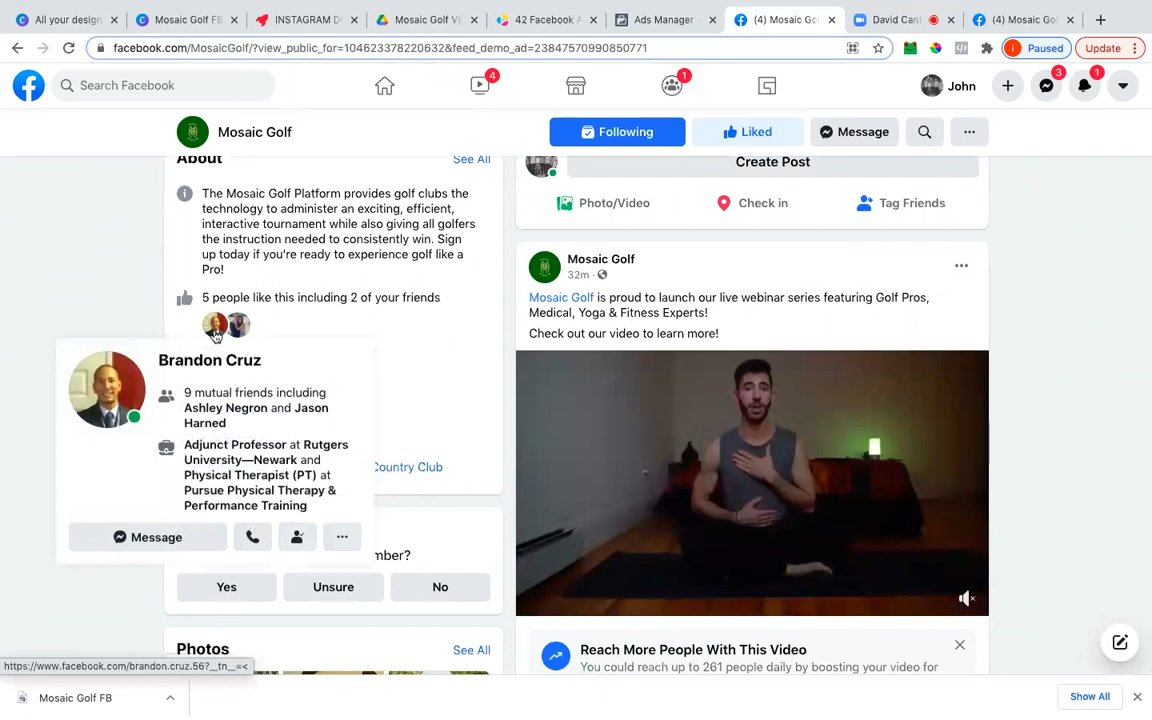 All your design
Mosaic Golf FB
INSTAGRAM D
Mosaic Golf Vi
42 Facebook A
Ads Manager
(4) Mosaic Go
David Cant
(4) Mosaic Go
facebook.com/MosaicGolf/?view_public_for=104623378220632&feed_demo_ad=23847570990850771
Paused
Update
Search Facebook
4
1
John
3
1
Mosaic Golf
Following
Liked
Message
About
See All
Create Post
The Mosaic Golf Platform provides golf clubs the
technology to administer an exciting, efficient,
interactive tournament while also giving all golfers
the instruction needed to consistently win. Sign
up today if you're ready to experience golf like a
Pro!
5 people like this including 2 of your friends
Photo/Video
Check in
Tag Friends
Mosaic Golf
32m
Mosaic Golf is proud to launch our live webinar series featuring Golf Pros,
Medical, Yoga & Fitness Experts!
Check out our video to learn more!
Brandon Cruz
9 mutual friends including
Ashley Negron and Jason
Harned
Adjunct Professor at Rutgers
University—Newark and
Physical Therapist (PT) at
Pursue Physical Therapy &
Performance Training
Message
Country Club
mber?
Yes
Unsure
No
Photos
See All
Reach More People With This Video
You could reach up to 261 people daily by boosting your video for
https://www.facebook.com/brandon.cruz.56?__tn__=<
Mosaic Golf FB
Show All